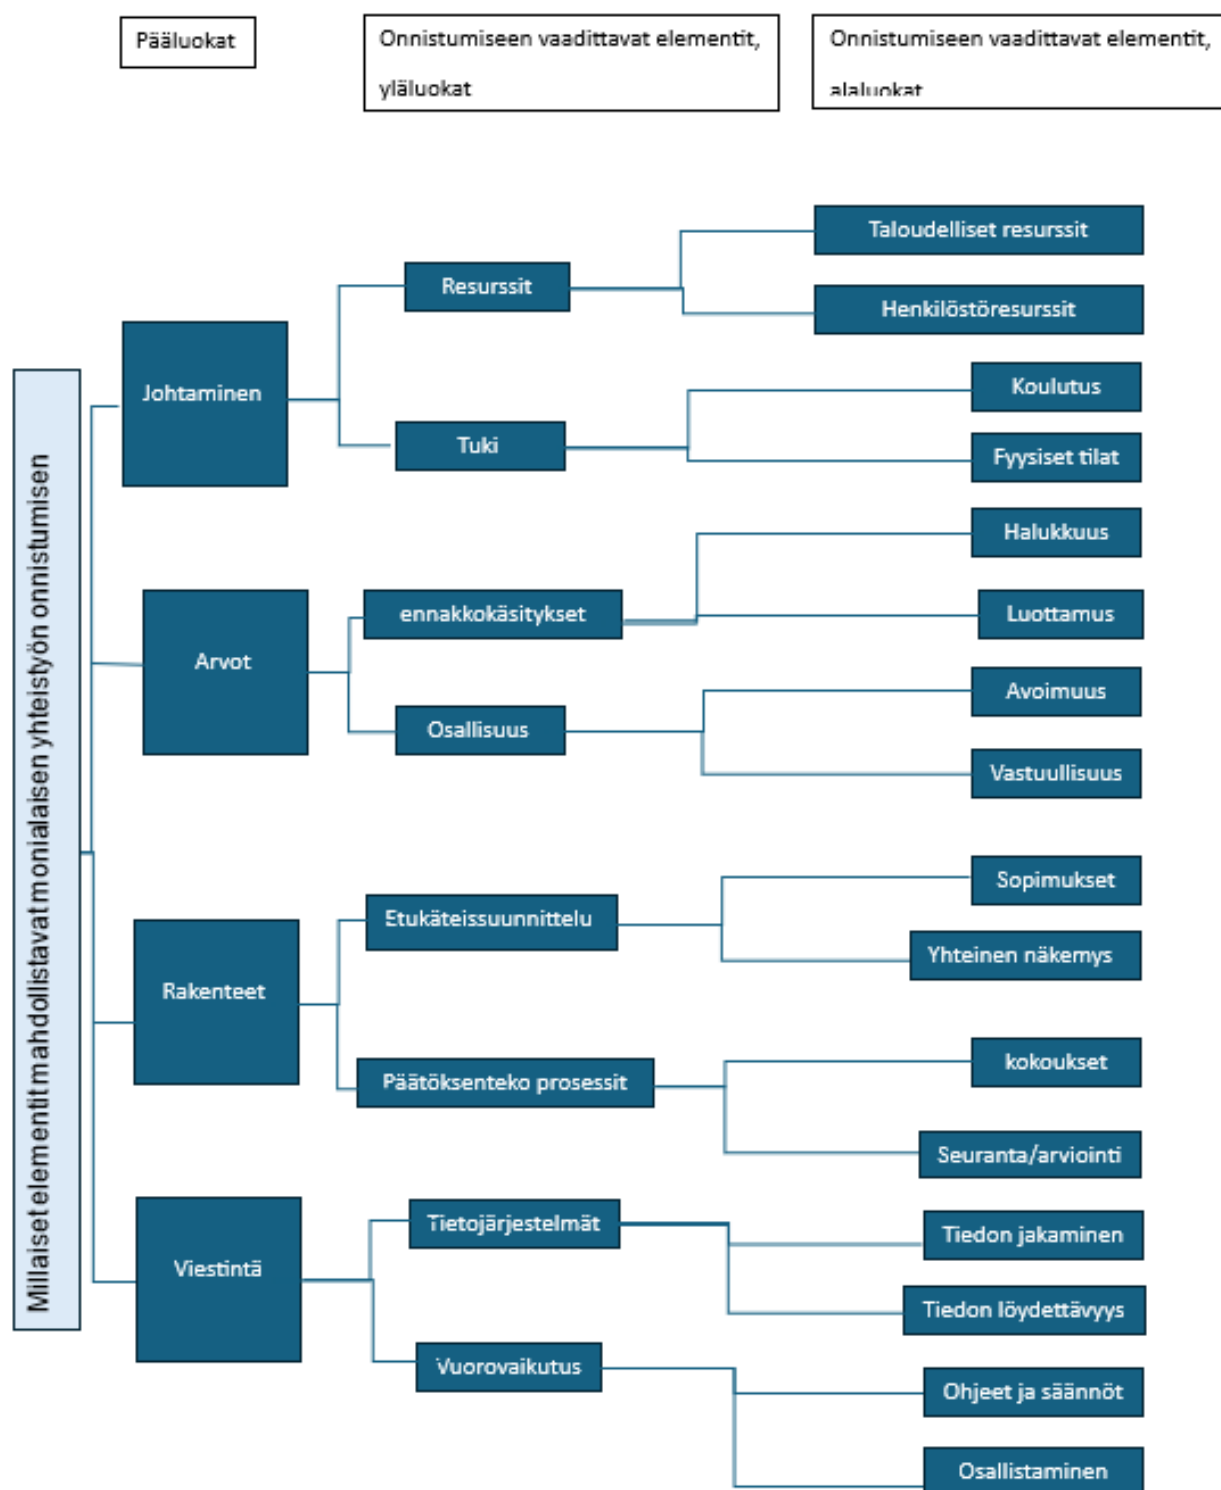 Pääluokat
Onnistumiseen vaadittavat elementit,
yläluokat
Onnistumiseen vaadittavat elementit,
alaluokat
Millaiset elementit mahdollistavat monialaisen yhteistyön onnistumisen
Johtaminen
Resurssit
Taloudelliset resurssit
Henkilöstöresurssit
Tuki
Koulutus
Fyysiset tilat
Arvot
ennakkokäsitykset
Halukkuus
Luottamus
Osallisuus
Avoimuus
Vastuullisuus
Rakenteet
Etukäteissuunnittelu
Sopimukset
Yhteinen näkemys
Päätöksenteko prosessit
kokoukset
Seuranta/arviointi
Viestintä
Tietojärjestelmät
Tiedon jakaminen
Tiedon löydettävyys
Vuorovaikutus
Ohjeet ja säännöt
Osallistaminen